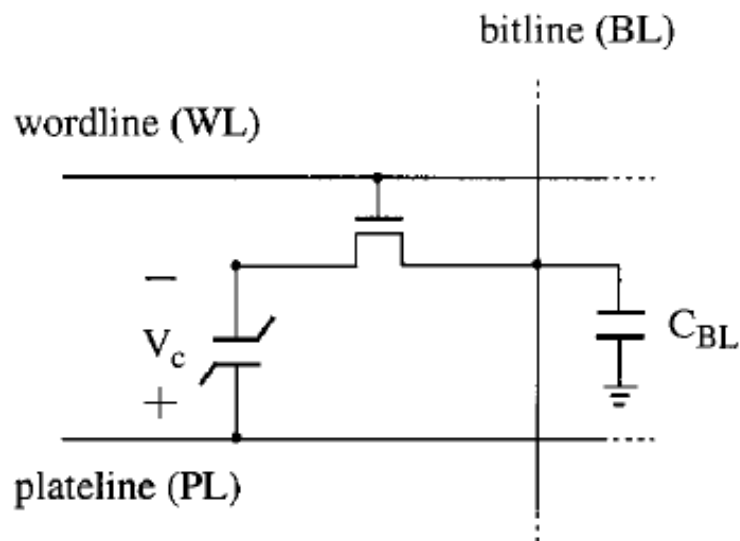 bitline (BL)
wordline (WL)
−
V_c
+
C_BL
plateline (PL)